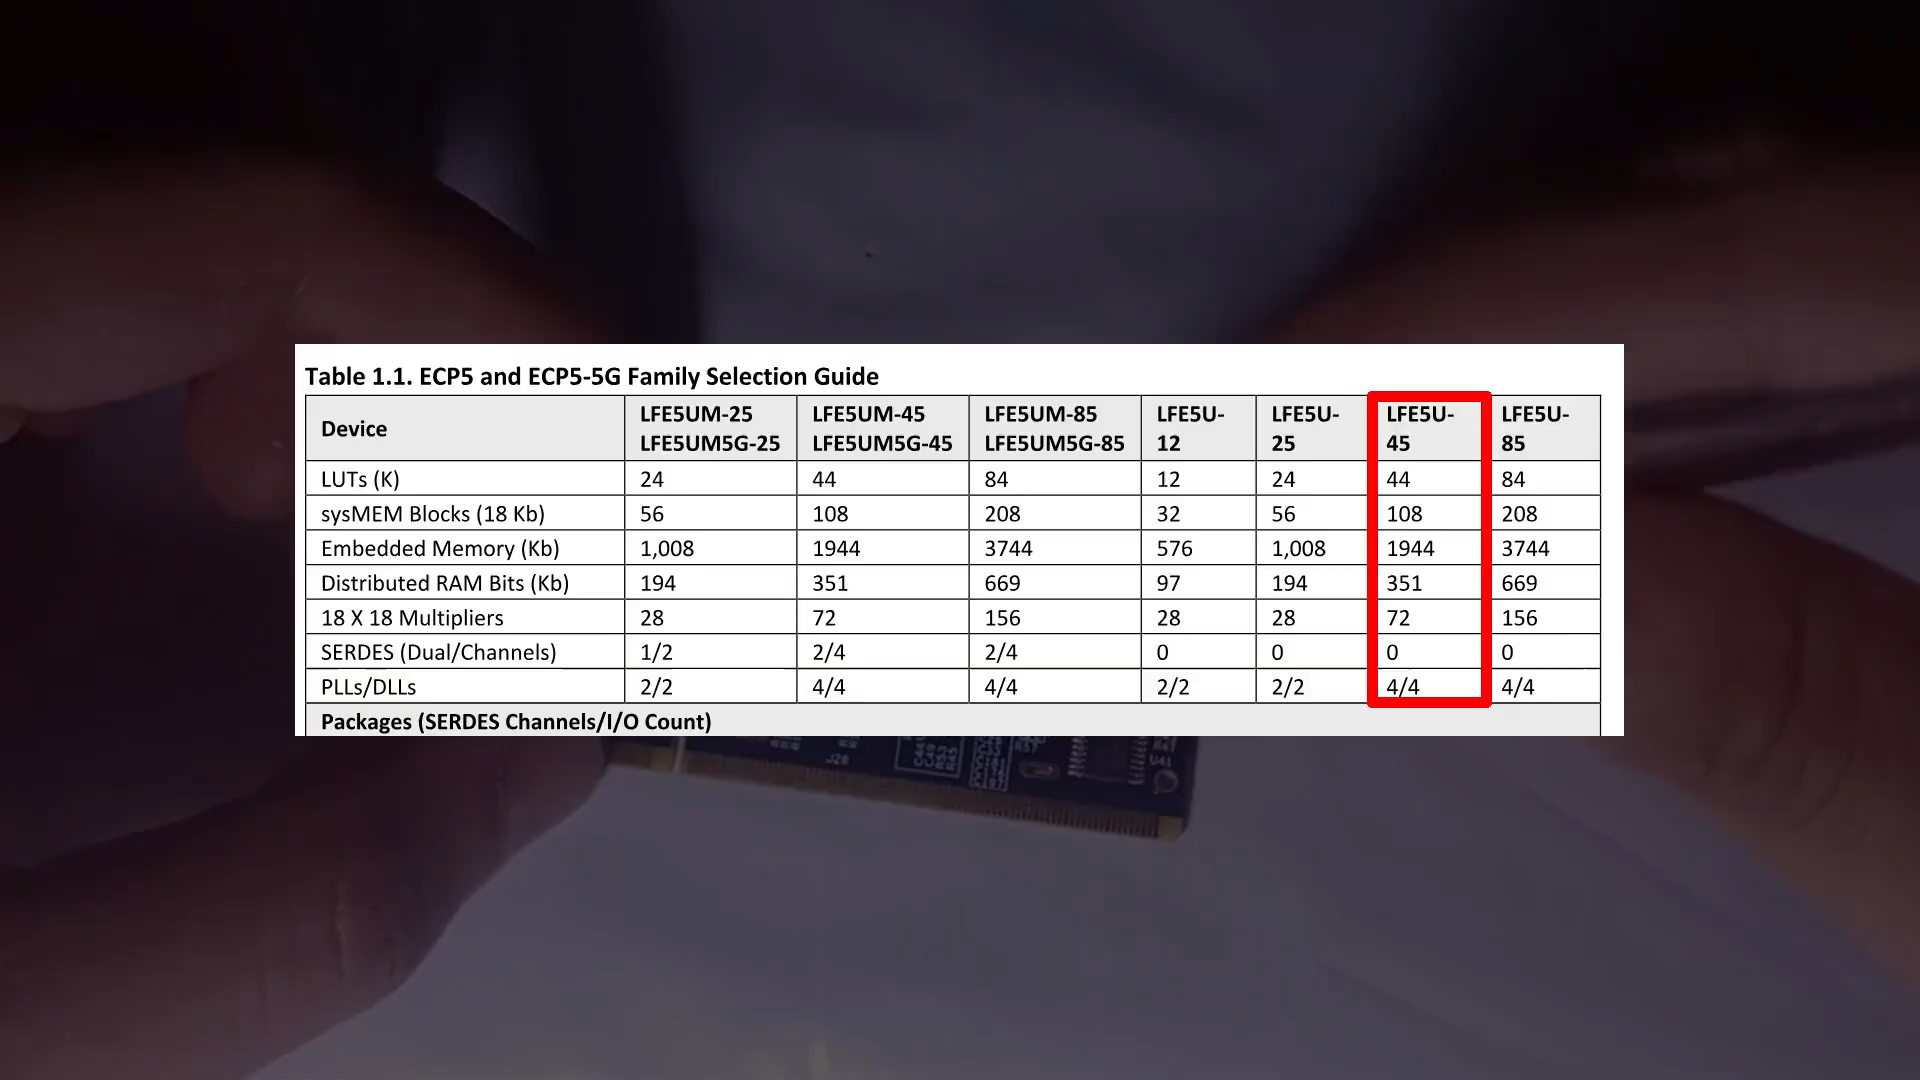 Table 1.1. ECP5 and ECP5-5G Family Selection Guide
Device LFE5UM-25 LFE5UM5G-25 LFE5UM-45 LFE5UM5G-45 LFE5UM-85 LFE5UM5G-85 LFE5U-12 LFE5U-25 LFE5U-45 LFE5U-85
LUTs (K) 24 44 84 12 24 44 84
sysMEM Blocks (18 Kb) 56 108 208 32 56 108 208
Embedded Memory (Kb) 1,008 1944 3744 576 1,008 1944 3744
Distributed RAM Bits (Kb) 194 351 669 97 194 351 669
18 X 18 Multipliers 28 72 156 28 28 72 156
SERDES (Dual/Channels) 1/2 2/4 2/4 0 0 0 0
PLLs/DLLs 2/2 4/4 4/4 2/2 2/2 4/4 4/4
Packages (SERDES Channels/I/O Count)
J28
U41